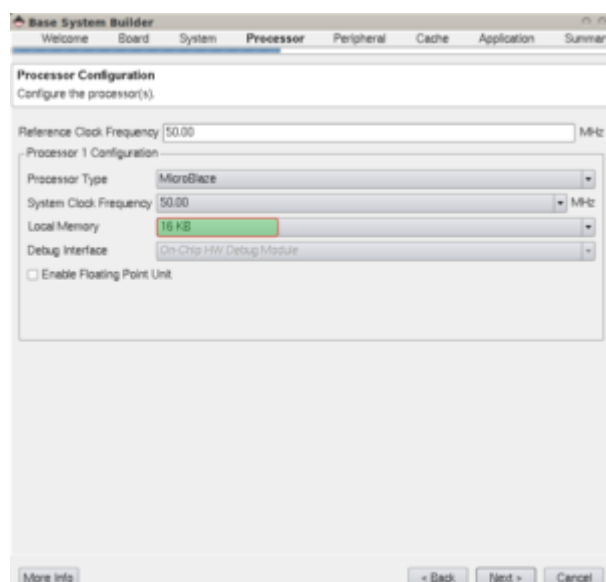 Base System Builder
Welcome Board System Processor Peripheral Cache Application Summar
Processor Configuration
Configure the processor(s).
Reference Clock Frequency 50.00 MHz
Processor 1 Configuration
Processor Type MicroBlaze
System Clock Frequency 50.00 MHz
Local Memory 16 KB
Debug Interface On-Chip HW Debug Module
Enable Floating Point Unit
More Info < Back Next > Cancel